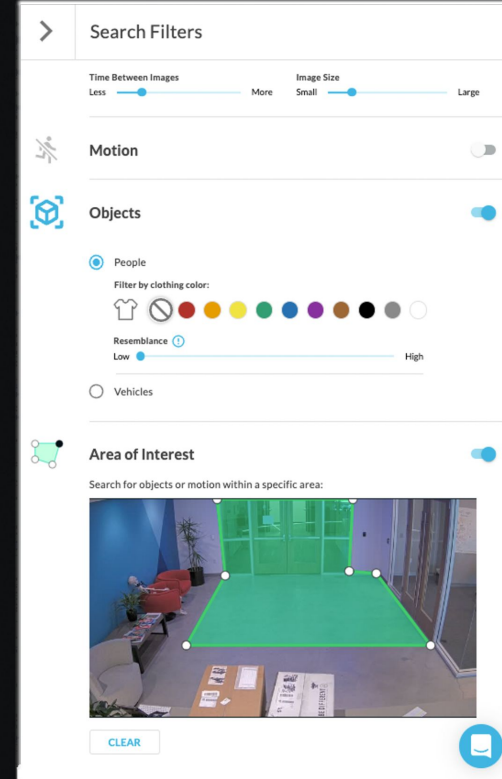 Search Filters
Time Between Images
Image Size
Less
More
Small
Large
Motion
Objects
People
Filter by clothing color:
Resemblance
Low
High
Vehicles
Area of Interest
Search for objects or motion within a specific area:
CLEAR